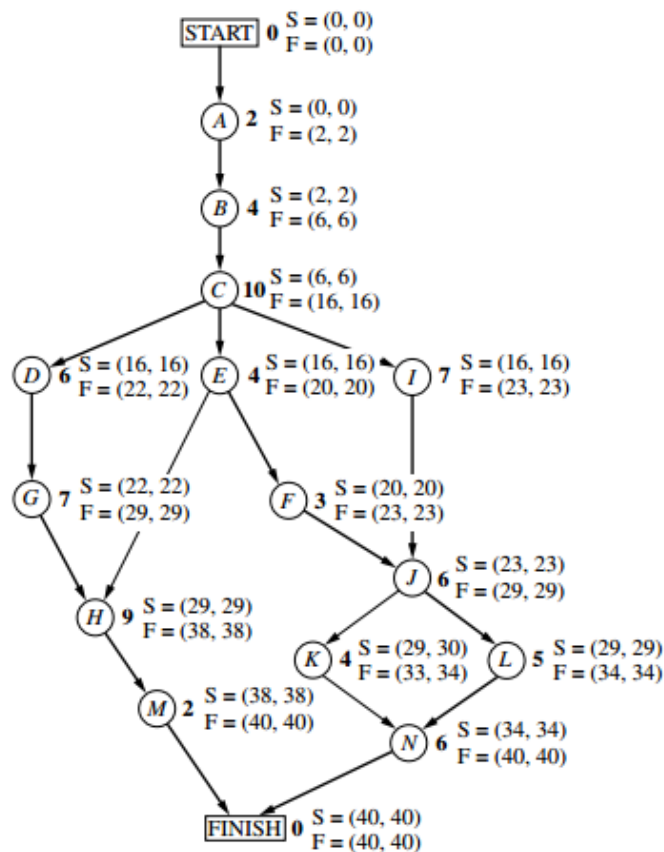 START 0 S = (0, 0)
F = (0, 0)
A 2 S = (0, 0)
F = (2, 2)
B 4 S = (2, 2)
F = (6, 6)
C 10 S = (6, 6)
F = (16, 16)
D 6 S = (16, 16)
F = (22, 22)
E 4 S = (16, 16)
F = (20, 20)
I 7 S = (16, 16)
F = (23, 23)
G 7 S = (22, 22)
F = (29, 29)
F 3 S = (20, 20)
F = (23, 23)
J 6 S = (23, 23)
F = (29, 29)
H 9 S = (29, 29)
F = (38, 38)
K 4 S = (29, 30)
F = (33, 34)
L 5 S = (29, 29)
F = (34, 34)
M 2 S = (38, 38)
F = (40, 40)
N 6 S = (34, 34)
F = (40, 40)
FINISH 0 S = (40, 40)
F = (40, 40)